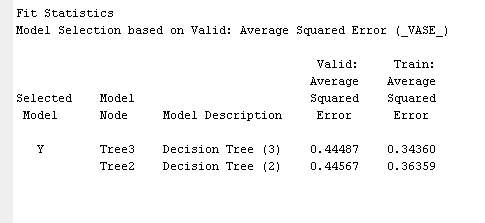 Fit Statistics
Model Selection based on Valid: Average Squared Error (_VASE_)
Valid: Train:
Average Average
Selected Model Squared Squared
Model Node Model Description Error Error
Y Tree3 Decision Tree (3) 0.44487 0.34360
Tree2 Decision Tree (2) 0.44567 0.36359